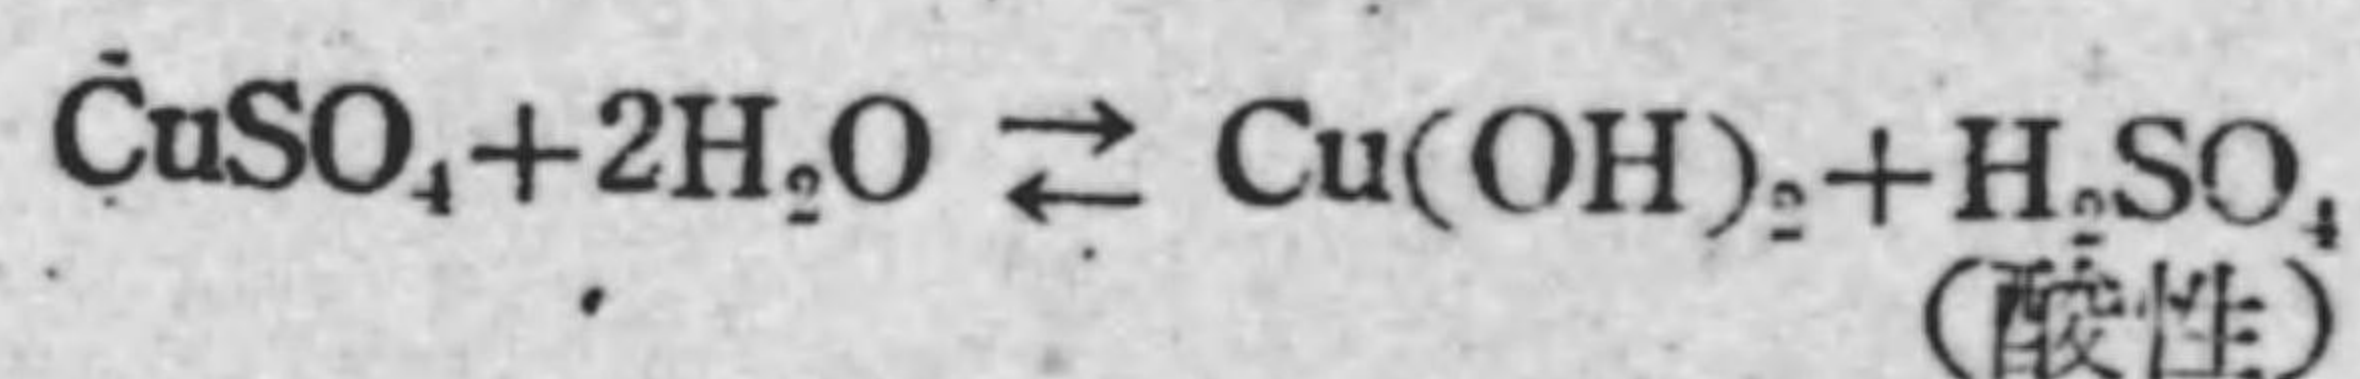 CuSO₄+2H₂O ⇄ Cu(OH)₂+H₂SO₄
(酸性)